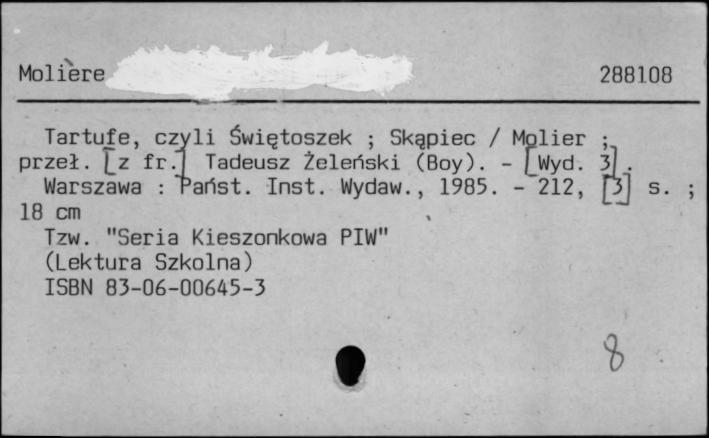 Molière 288108
Tartufe, czyli Świętoszek ; Skąpiec / Molier ;
przeł. [z fr.] Tadeusz Żeleński (Boy). - [Wyd. 3].
Warszawa : Państ. Inst. Wydaw., 1985. - 212, [3] s. ;
18 cm
Tzw. "Seria Kieszonkowa PIW"
(Lektura Szkolna)
ISBN 83-06-00645-3
8